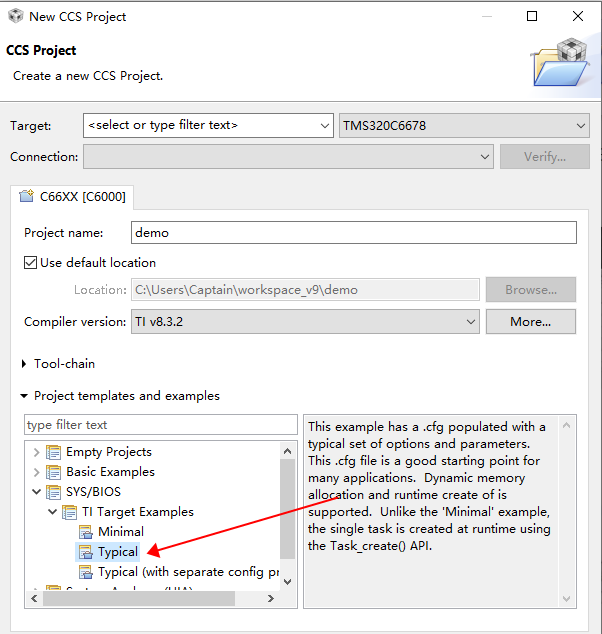 New CCS Project
CCS Project
Create a new CCS Project.
Target: <select or type filter text> TMS320C6678
Connection: Verify...
C66XX [C6000]
Project name: demo
Use default location
Location: C:\Users\Captain\workspace_v9\demo Browse...
Compiler version: TI v8.3.2 More...
Tool-chain
Project templates and examples
type filter text
Empty Projects
Basic Examples
SYS/BIOS
TI Target Examples
Minimal
Typical
Typical (with separate config pr
This example has a .cfg populated with a
typical set of options and parameters.
This .cfg file is a good starting point for
many applications. Dynamic memory
allocation and runtime create of is
supported. Unlike the 'Minimal' example,
the single task is created at runtime using
the Task_create() API.